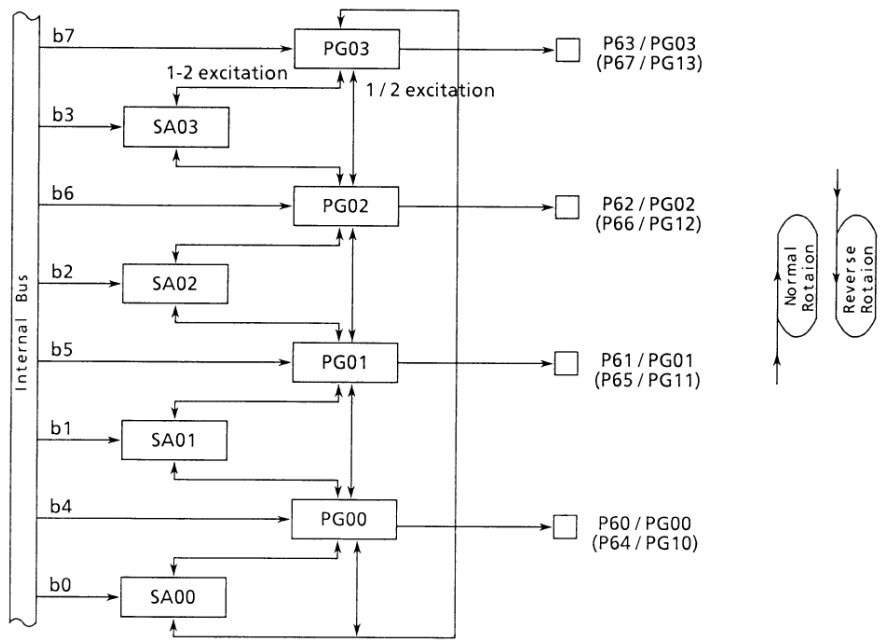 b7
PG03
P63 / PG03
(P67 / PG13)
1-2 excitation
1 / 2 excitation
b3
SA03
b6
PG02
P62 / PG02
(P66 / PG12)
b2
SA02
Internal Bus
b5
PG01
P61 / PG01
(P65 / PG11)
b1
SA01
b4
PG00
P60 / PG00
(P64 / PG10)
b0
SA00
Normal
Rotaion
Reverse
Rotaion